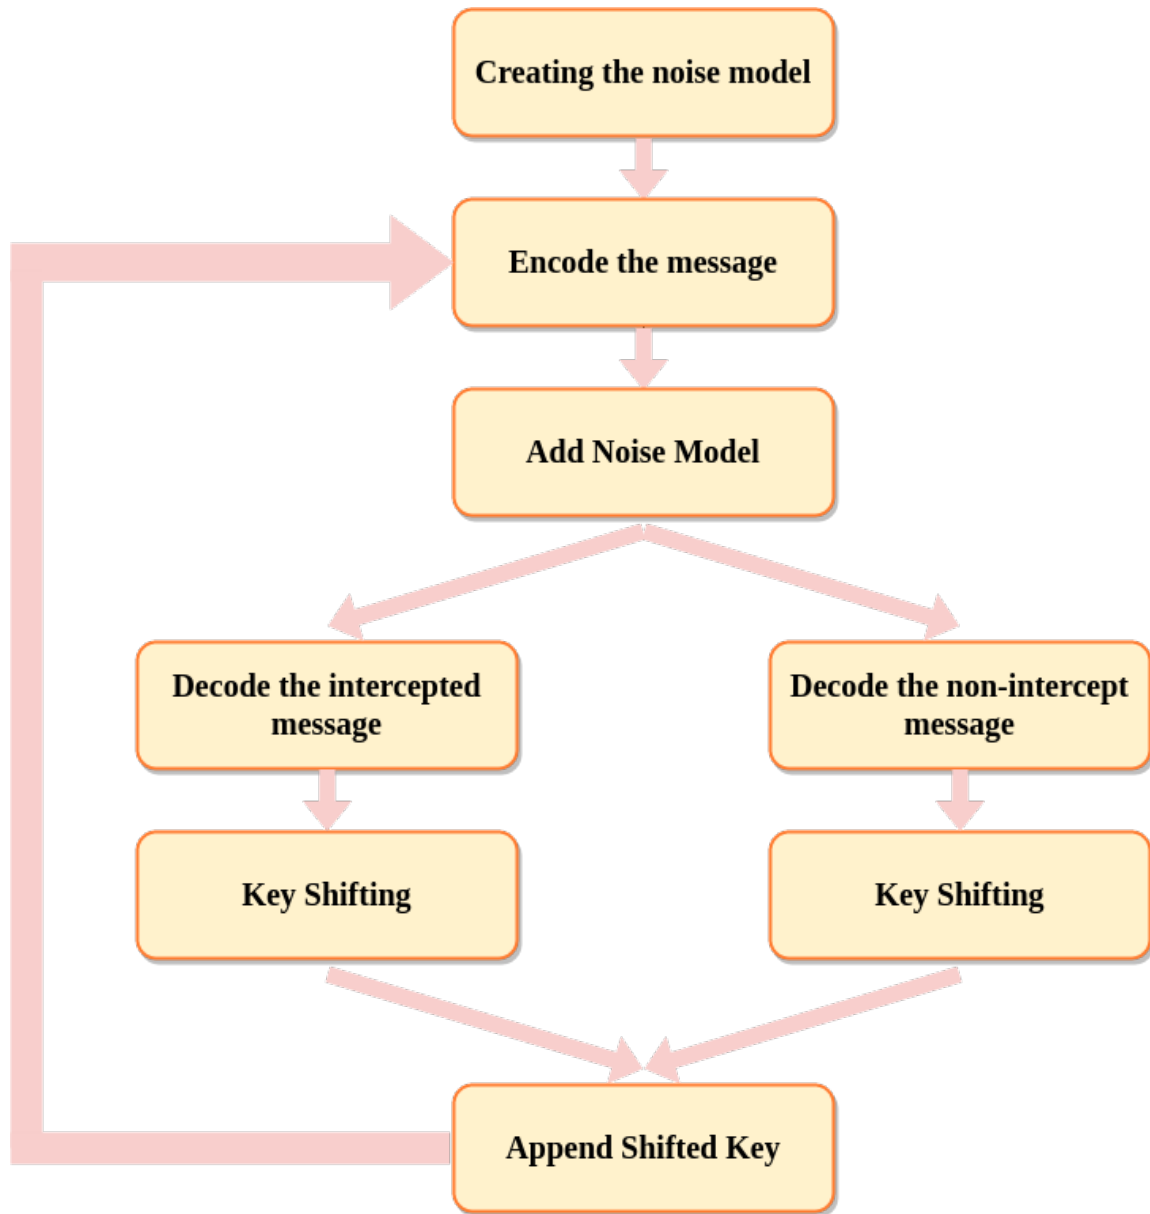 Creating the noise model
Encode the message
Add Noise Model
Decode the intercepted
message
Decode the non-intercept
message
Key Shifting
Key Shifting
Append Shifted Key